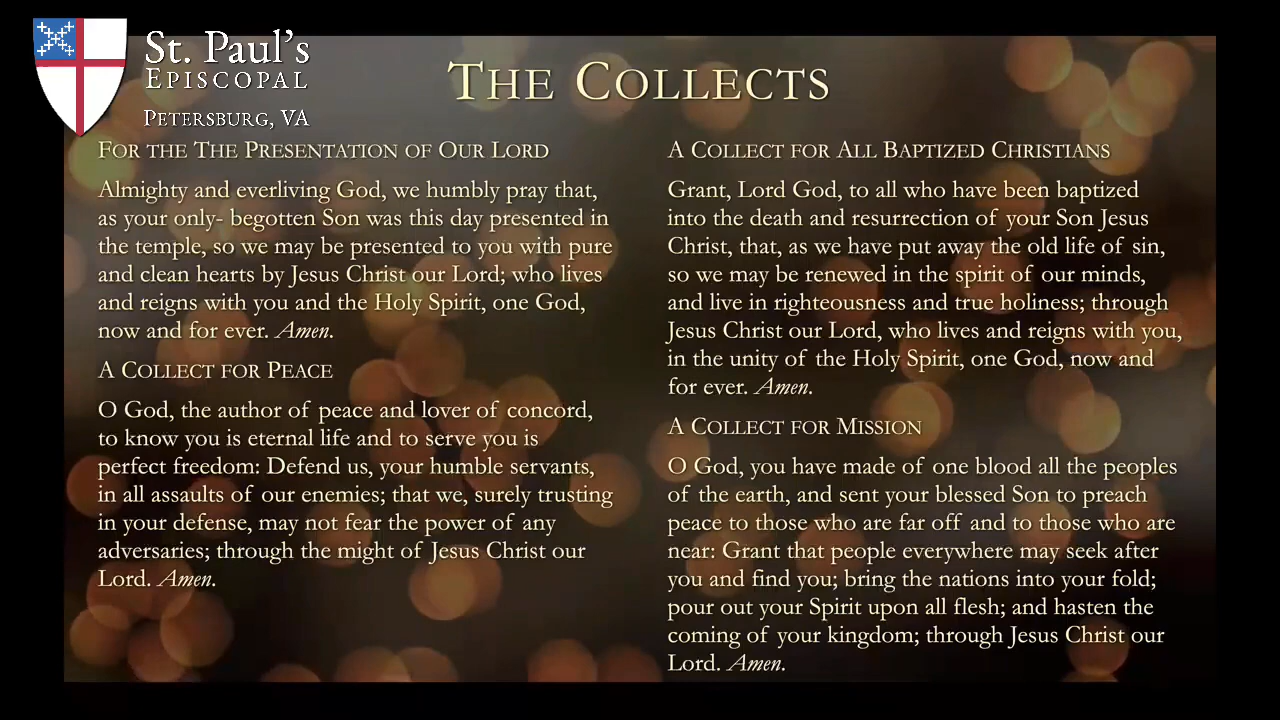 St. Paul's
Episcopal
Petersburg, VA
The Collects
For the The Presentation of Our Lord
Almighty and everliving God, we humbly pray that,
as your only- begotten Son was this day presented in
the temple, so we may be presented to you with pure
and clean hearts by Jesus Christ our Lord; who lives
and reigns with you and the Holy Spirit, one God,
now and for ever. Amen.
A Collect for Peace
O God, the author of peace and lover of concord,
to know you is eternal life and to serve you is
perfect freedom: Defend us, your humble servants,
in all assaults of our enemies; that we, surely trusting
in your defense, may not fear the power of any
adversaries; through the might of Jesus Christ our
Lord. Amen.
A Collect for All Baptized Christians
Grant, Lord God, to all who have been baptized
into the death and resurrection of your Son Jesus
Christ, that, as we have put away the old life of sin,
so we may be renewed in the spirit of our minds,
and live in righteousness and true holiness; through
Jesus Christ our Lord, who lives and reigns with you,
in the unity of the Holy Spirit, one God, now and
for ever. Amen.
A Collect for Mission
O God, you have made of one blood all the peoples
of the earth, and sent your blessed Son to preach
peace to those who are far off and to those who are
near: Grant that people everywhere may seek after
you and find you; bring the nations into your fold;
pour out your Spirit upon all flesh; and hasten the
coming of your kingdom; through Jesus Christ our
Lord. Amen.